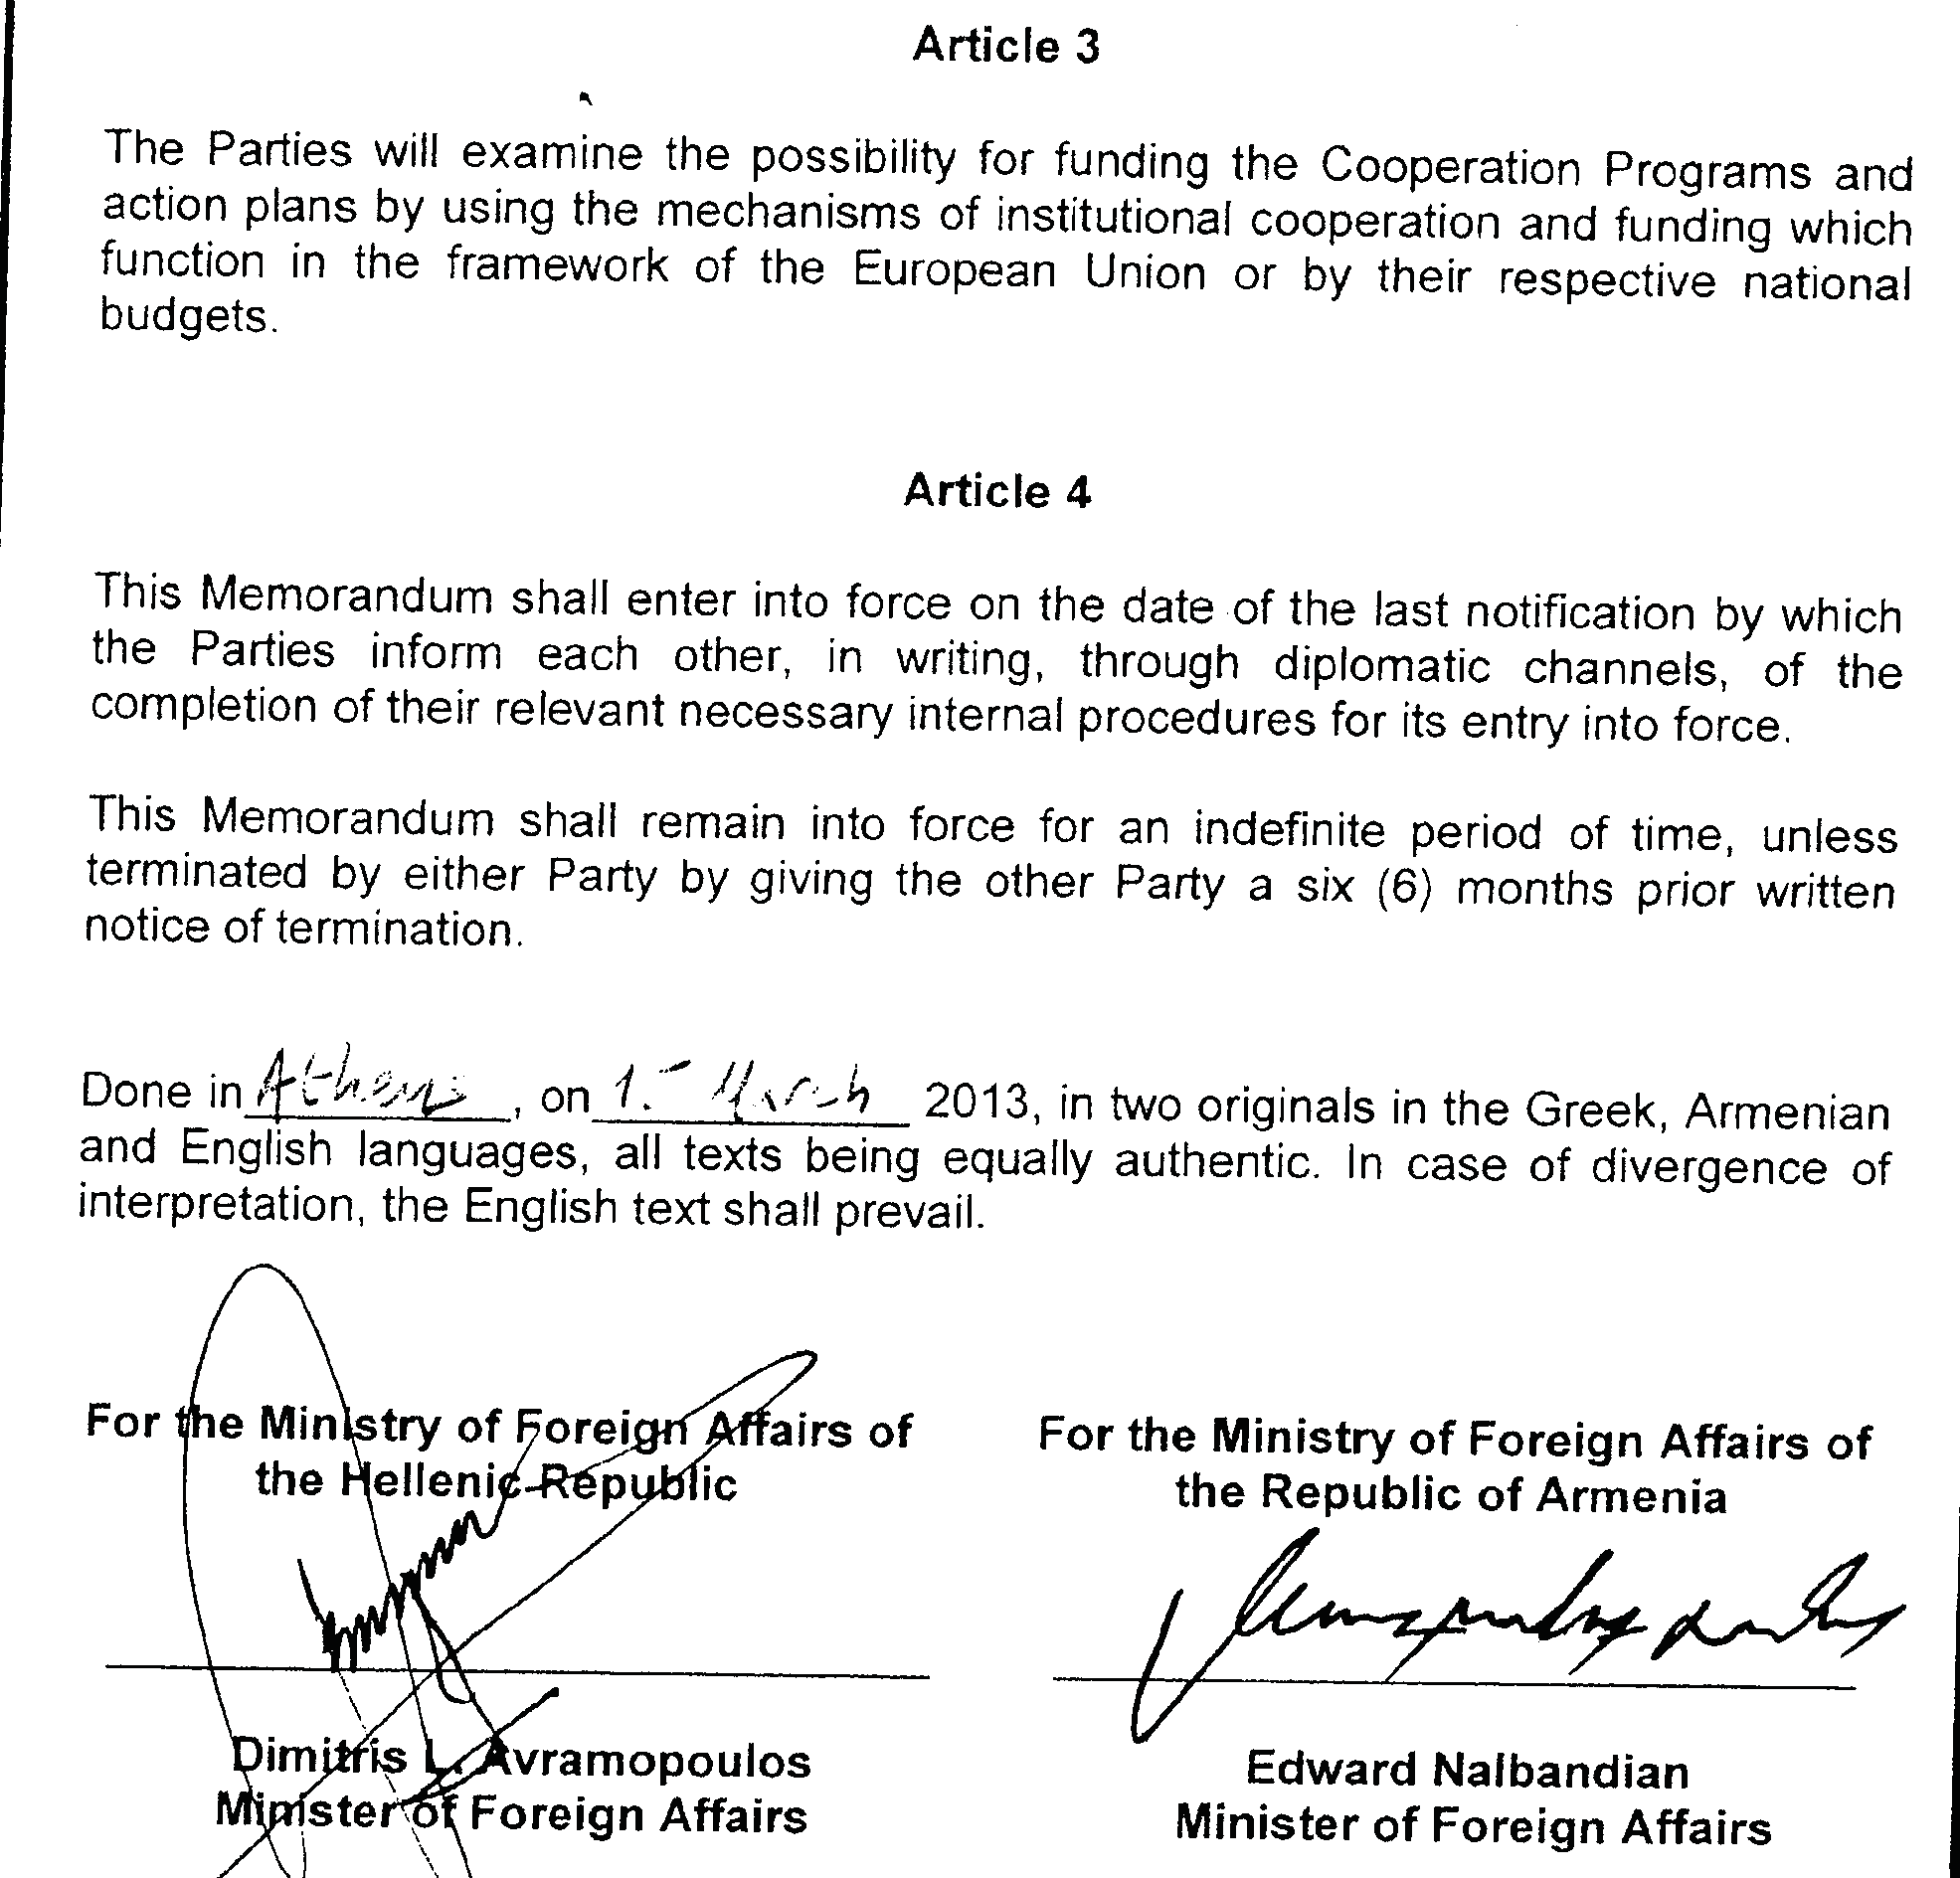 Article 3
The Parties will examine the possibility for funding the Cooperation Programs and
action plans by using the mechanisms of institutional cooperation and funding which
function in the framework of the European Union or by their respective national
budgets.
Article 4
This Memorandum shall enter into force on the date of the last notification by which
the Parties inform each other, in writing, through diplomatic channels, of the
completion of their relevant necessary internal procedures for its entry into force.
This Memorandum shall remain into force for an indefinite period of time, unless
terminated by either Party by giving the other Party a six (6) months prior written
notice of termination.
Done in Athens, on 1. March 2013, in two originals in the Greek, Armenian
and English languages, all texts being equally authentic. In case of divergence of
interpretation, the English text shall prevail.
For the Ministry of Foreign Affairs of
the Hellenic Republic
Dimitris L. Avramopoulos
Minister of Foreign Affairs
For the Ministry of Foreign Affairs of
the Republic of Armenia
Edward Nalbandian
Minister of Foreign Affairs